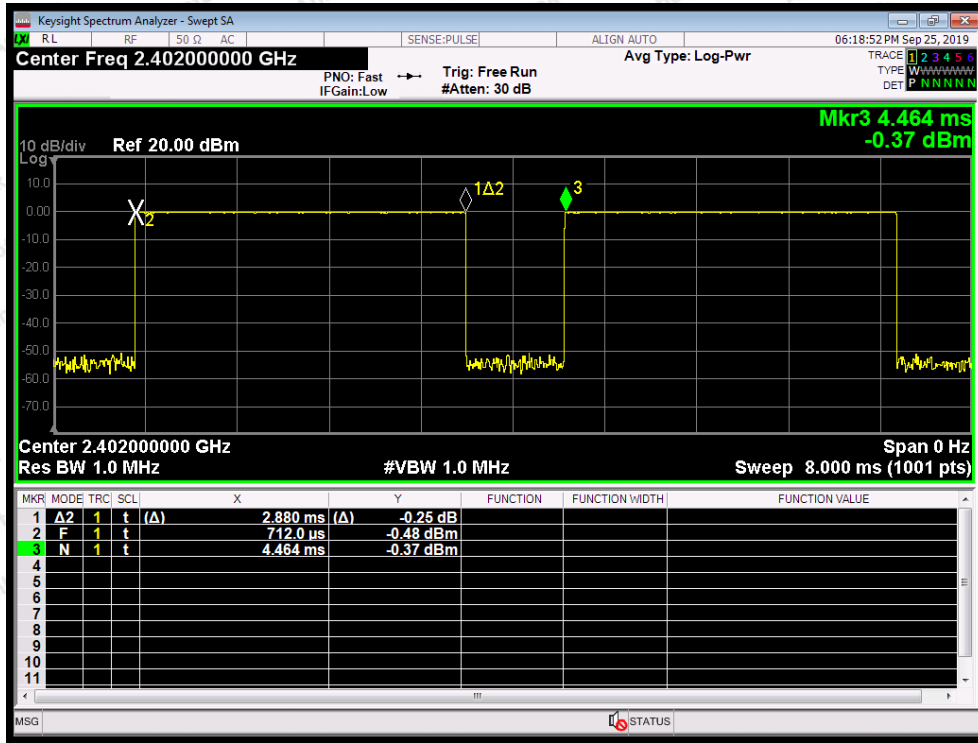 Keysight Spectrum Analyzer - Swept SA
LXI RL RF 50 Ω AC SENSE:PULSE ALIGN AUTO 06:18:52 PM Sep 25, 2019
Center Freq 2.402000000 GHz
PNO: Fast
IFGain:Low
Trig: Free Run
#Atten: 30 dB
Avg Type: Log-Pwr
TRACE 1 2 3 4 5 6
TYPE WWWWWW
DET P N N N N N
Mkr3 4.464 ms
-0.37 dBm
10 dB/div Ref 20.00 dBm
Log
10.0
0.00
-10.0
-20.0
-30.0
-40.0
-50.0
-60.0
-70.0
2
1Δ2
3
Center 2.402000000 GHz Span 0 Hz
Res BW 1.0 MHz #VBW 1.0 MHz Sweep 8.000 ms (1001 pts)
MKR MODE TRC SCL X Y FUNCTION FUNCTION WIDTH FUNCTION VALUE
1 Δ2 1 t (Δ) 2.880 ms (Δ) -0.25 dB
2 F 1 t 712.0 µs -0.48 dBm
3 N 1 t 4.464 ms -0.37 dBm
4
5
6
7
8
9
10
11
MSG STATUS